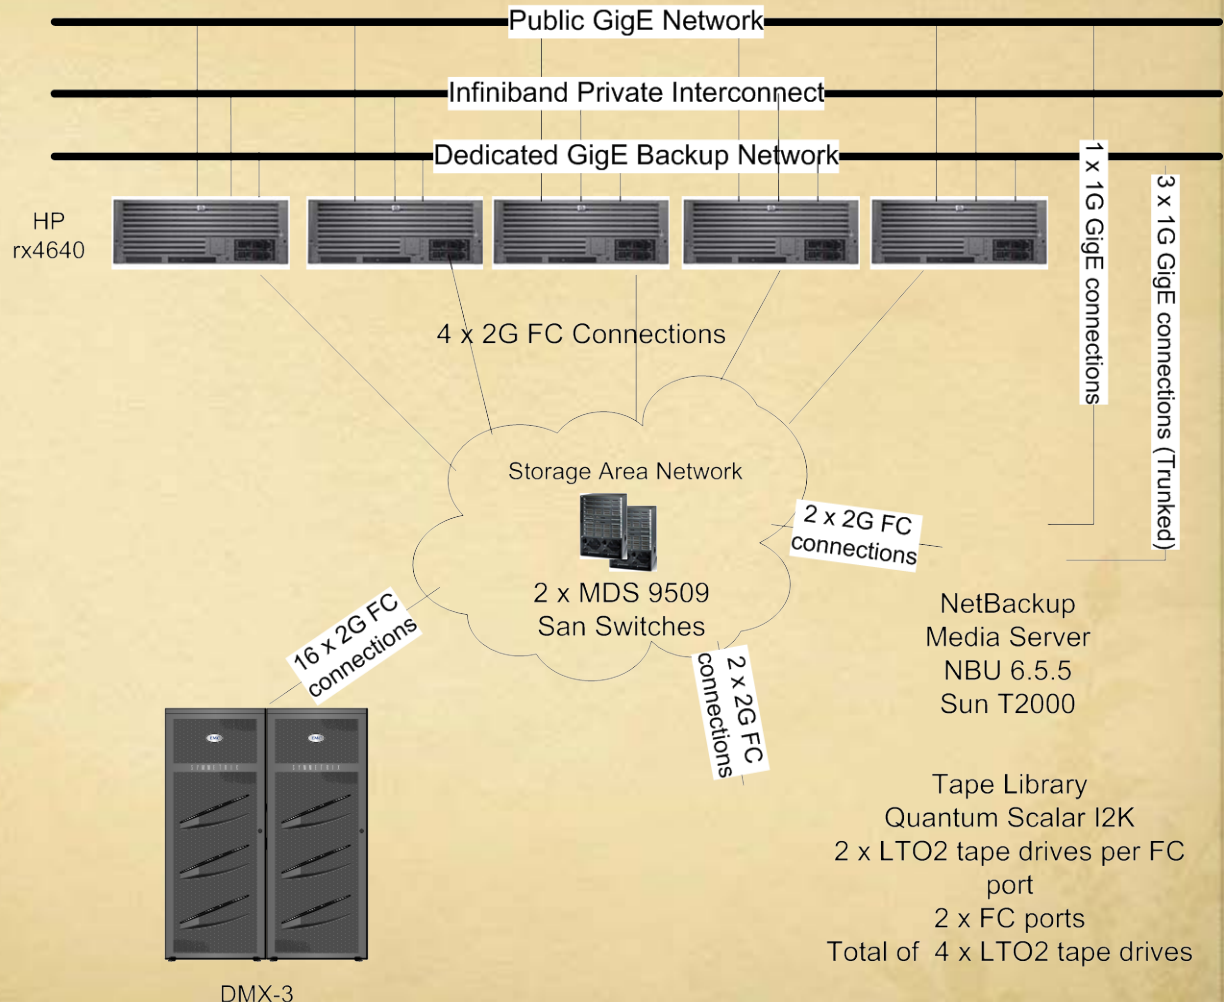 Public GigE Network
Infiniband Private Interconnect
Dedicated GigE Backup Network
HP
rx4640
1 x 1G GigE connections
3 x 1G GigE connections (Trunked)
4 x 2G FC Connections
Storage Area Network
2 x MDS 9509
San Switches
2 x 2G FC
connections
16 x 2G FC
connections
2 x 2G FC
connections
NetBackup
Media Server
NBU 6.5.5
Sun T2000
Tape Library
Quantum Scalar I2K
2 x LTO2 tape drives per FC
port
2 x FC ports
Total of 4 x LTO2 tape drives
DMX-3